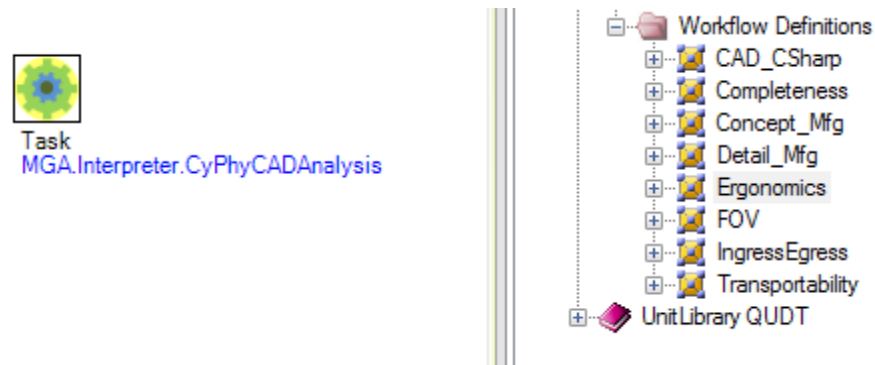 Task
MGA.Interpreter.CyPhyCADAnalysis
Workflow Definitions
CAD_CSharp
Completeness
Concept_Mfg
Detail_Mfg
Ergonomics
FOV
IngressEgress
Transportability
UnitLibrary QUDT